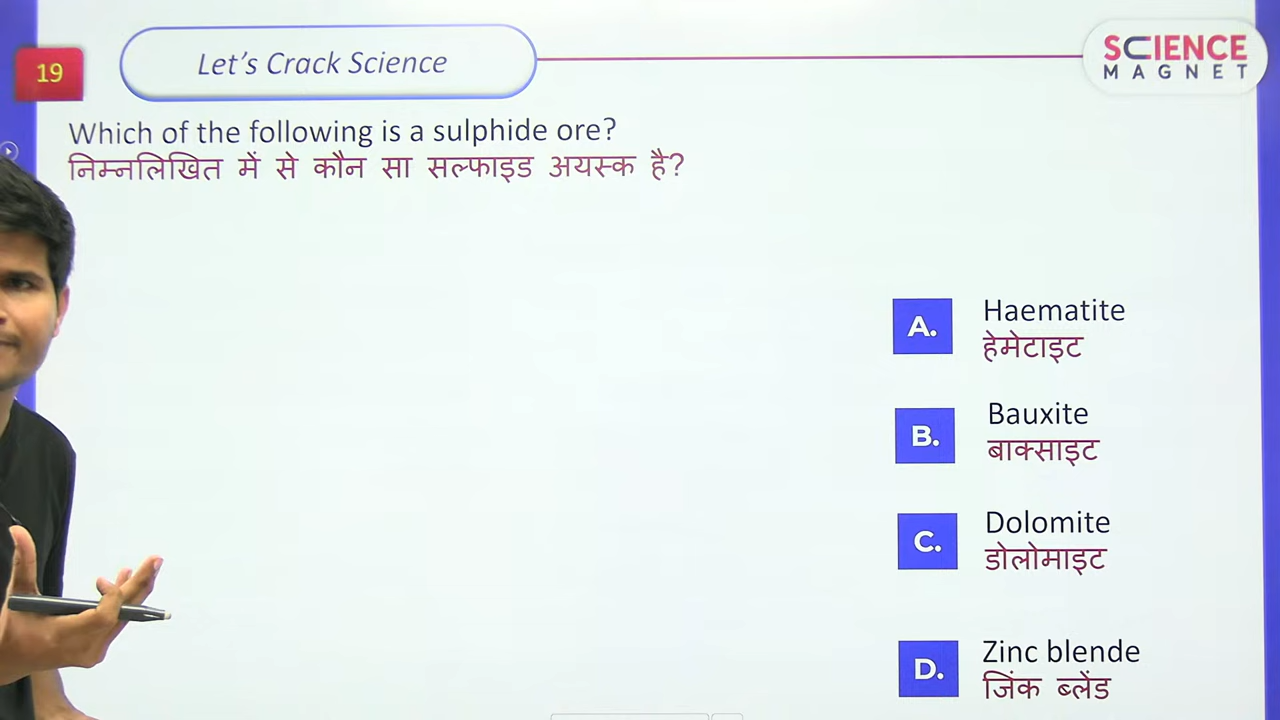 19
Let's Crack Science
SCIENCE
MAGNET
Which of the following is a sulphide ore?
निम्नलिखित में से कौन सा सल्फाइड अयस्क है?
A.
Haematite
हेमेटाइट
B.
Bauxite
बाक्साइट
C.
Dolomite
डोलोमाइट
D.
Zinc blende
जिंक ब्लेंड